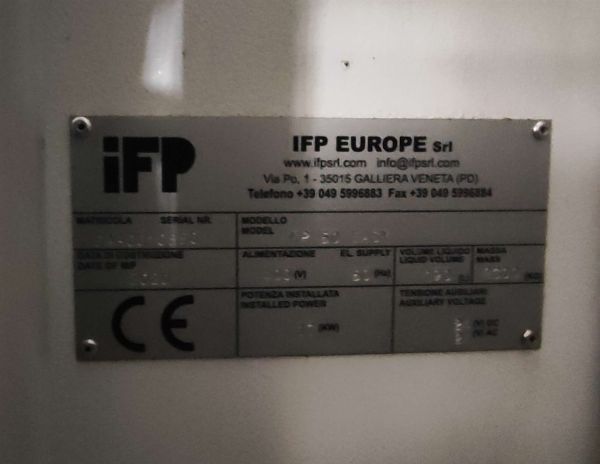 iFP
IFP EUROPE Srl
www.ifpsrl.com info@ifpsrl.com
Via Po, 1 - 35015 GALLIERA VENETA (PD)
Telefono +39 049 5996883 Fax +39 049 5996884
MATRICOLA SERIAL NR.
MODELLO
MODEL
DATA DI COSTRUZIONE
DATE OF MF
ALIMENTAZIONE EL. SUPPLY
(V) (Hz)
VOLUME LIQUIDO
LIQUID VOLUME
MASSA
MASS
(KG)
CE
POTENZA INSTALLATA
INSTALLED POWER
(KW)
TENSIONE AUSILIARI
AUXILIARY VOLTAGE
(V) DC
(V) AC